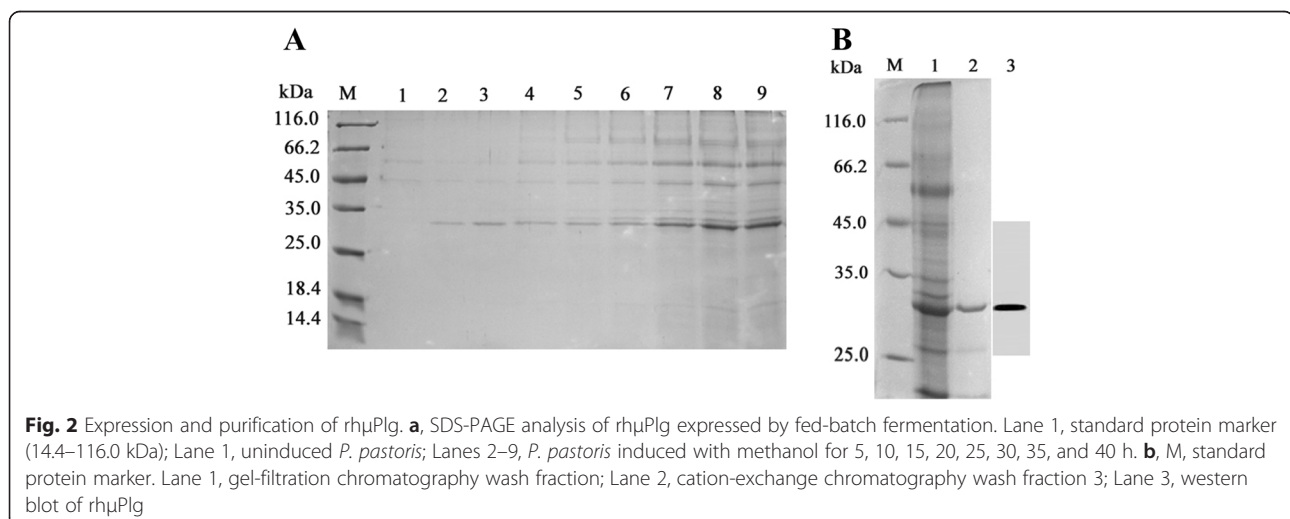 A
kDa M 1 2 3 4 5 6 7 8 9
116.0
66.2
45.0
35.0
25.0
18.4
14.4
B
kDa M 1 2 3
116.0
66.2
45.0
35.0
25.0
Fig. 2 Expression and purification of rhμPlg. a, SDS-PAGE analysis of rhμPlg expressed by fed-batch fermentation. Lane 1, standard protein marker
(14.4–116.0 kDa); Lane 1, uninduced P. pastoris; Lanes 2–9, P. pastoris induced with methanol for 5, 10, 15, 20, 25, 30, 35, and 40 h. b, M, standard
protein marker. Lane 1, gel-filtration chromatography wash fraction; Lane 2, cation-exchange chromatography wash fraction 3; Lane 3, western
blot of rhμPlg